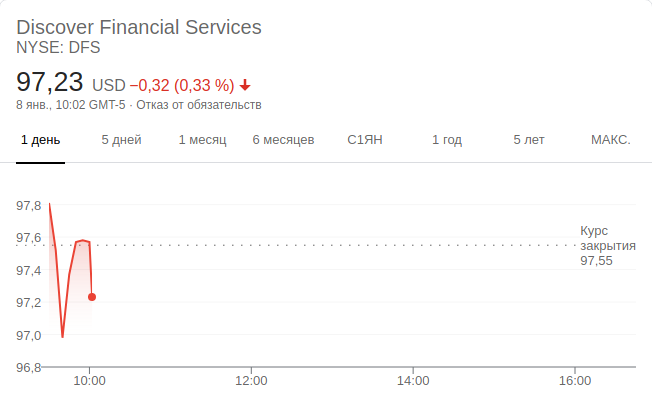 Discover Financial Services
NYSE: DFS
97,23 USD −0,32 (0,33 %)
8 янв., 10:02 GMT-5 · Отказ от обязательств
1 день 5 дней 1 месяц 6 месяцев С1ЯН 1 год 5 лет МАКС.
97,8
97,6
97,4
97,2
97,0
96,8
Курс
закрытия
97,55
10:00 12:00 14:00 16:00